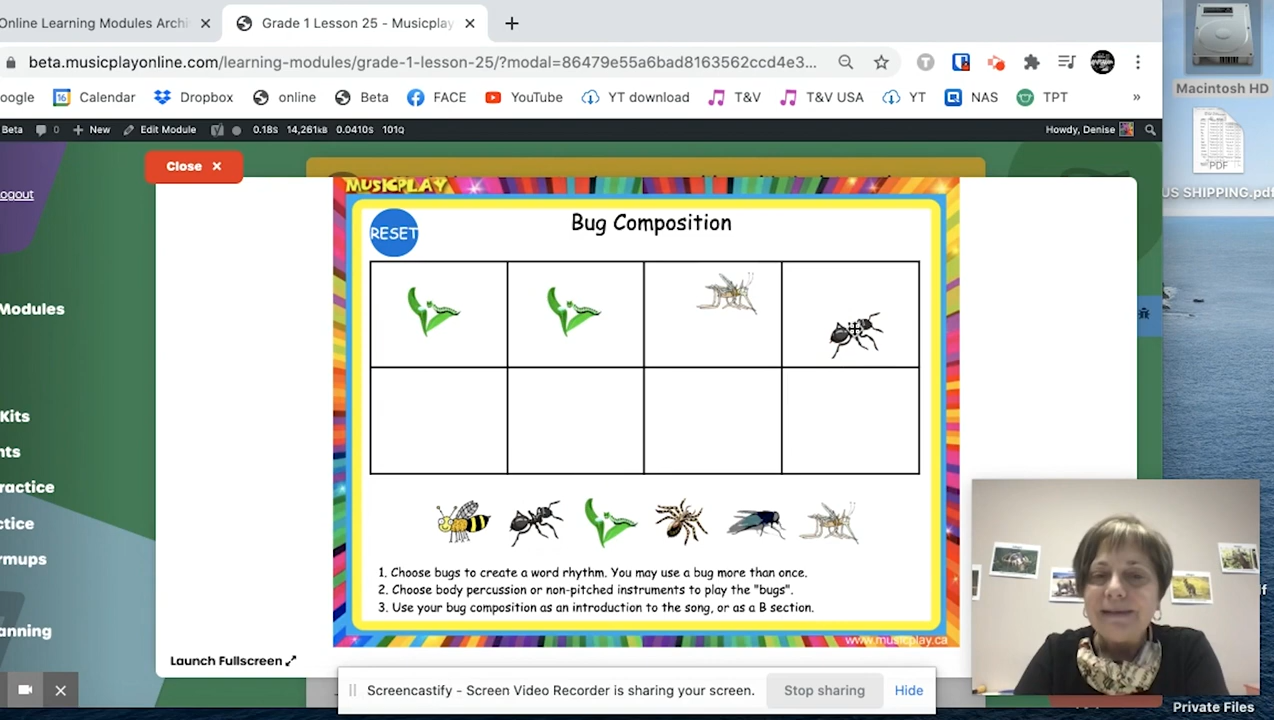 Online Learning Modules Archi
Grade 1 Lesson 25 - Musicplay
beta.musicplayonline.com/learning-modules/grade-1-lesson-25/?modal=86479e55a6bad8163562ccd4e3...
T
Macintosh HD
oogle
16 Calendar
Dropbox
online
Beta
FACE
YouTube
YT download
T&V
T&V USA
YT
NAS
TPT
»
Beta
0
New
Edit Module
0.18s 14,261kB 0.0410s 101Q
Howdy, Denise
PDF
US SHIPPING.pdf
Close ×
ogout
MUSICPLAY
RESET
Bug Composition
Modules
Kits
nts
ractice
ctice
rmups
anning
1. Choose bugs to create a word rhythm. You may use a bug more than once.
2. Choose body percussion or non-pitched instruments to play the "bugs".
3. Use your bug composition as an introduction to the song, or as a B section.
www.musicplay.ca
Launch Fullscreen
Screencastify - Screen Video Recorder is sharing your screen.
Stop sharing
Hide
Private Files